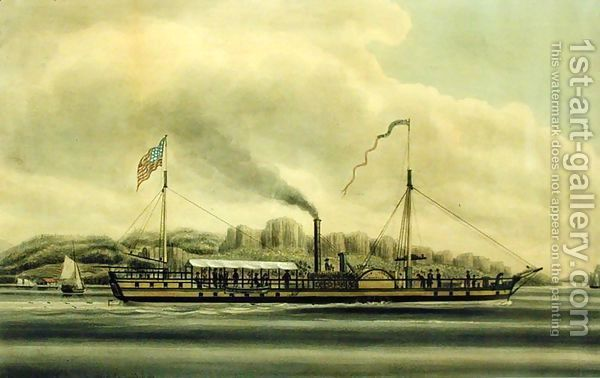 1st-art-gallery.com
This watermark does not appear on the painting